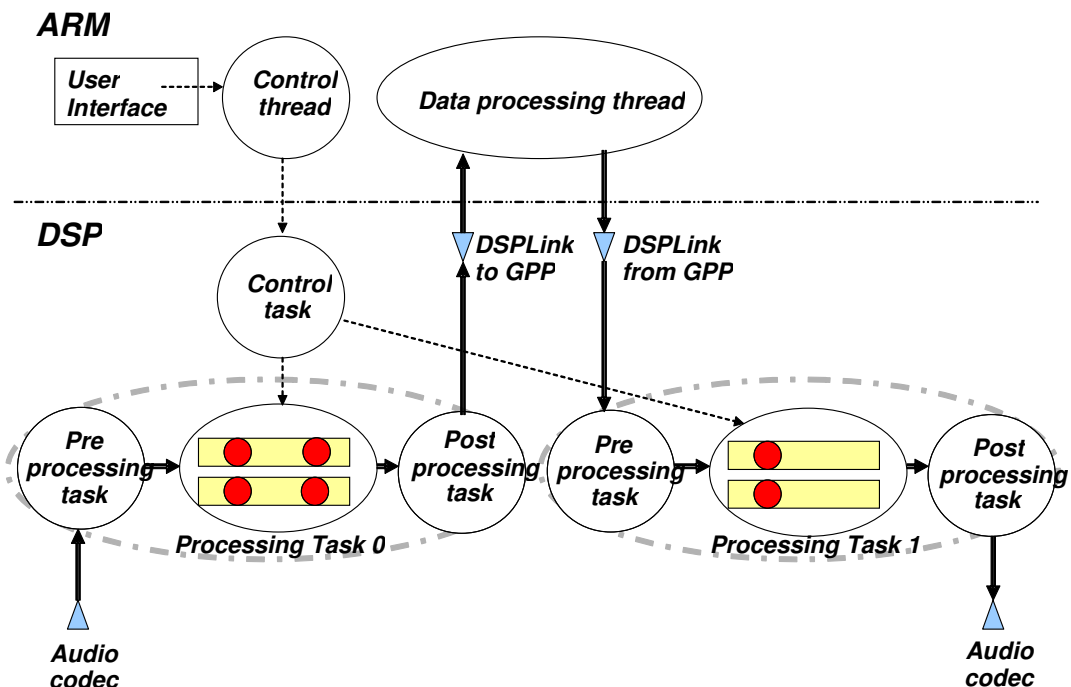 ARM
User
Interface
Control
thread
Data processing thread
DSP
DSPLink
to GPP
DSPLink
from GPP
Control
task
Pre
processing
task
Post
processing
task
Pre
processing
task
Post
processing
task
Processing Task 0
Processing Task 1
Audio
codec
Audio
codec